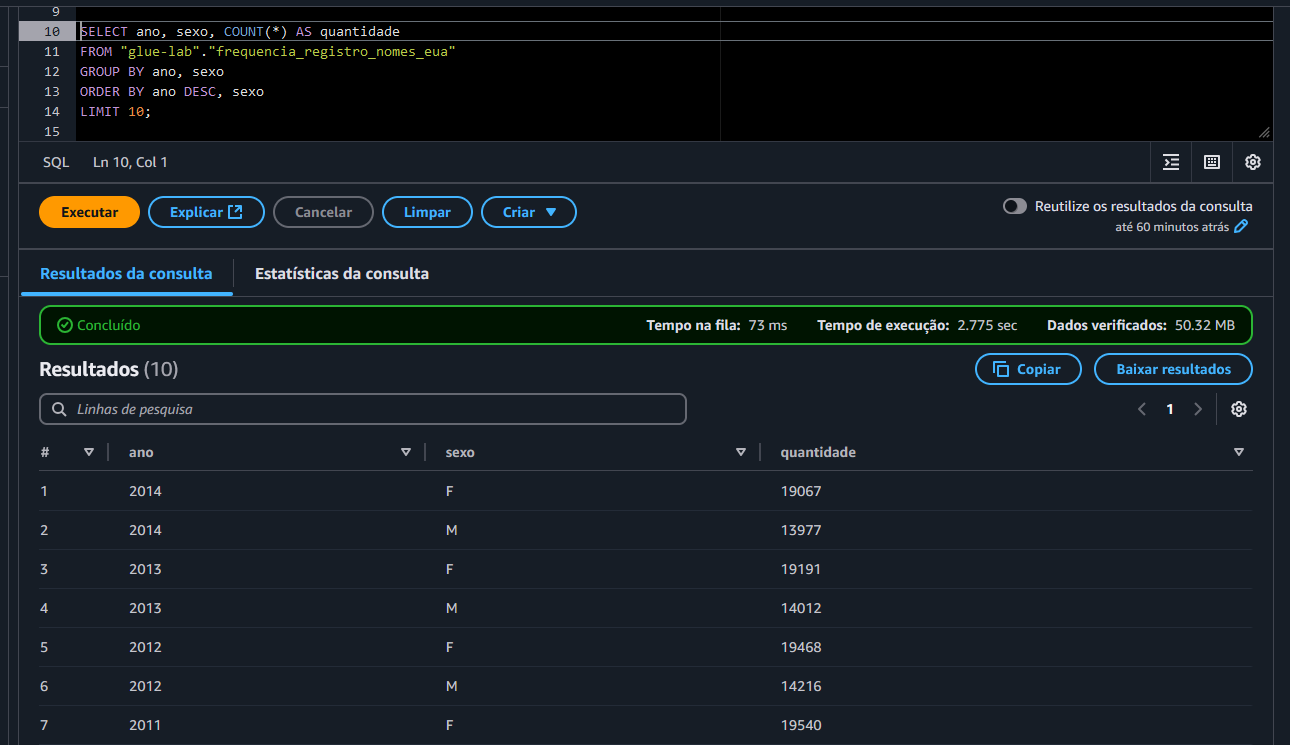 9
10 SELECT ano, sexo, COUNT(*) AS quantidade
11 FROM "glue-lab"."frequencia_registro_nomes_eua"
12 GROUP BY ano, sexo
13 ORDER BY ano DESC, sexo
14 LIMIT 10;
15
SQL Ln 10, Col 1
Executar Explicar Cancelar Limpar Criar Reutilize os resultados da consulta
até 60 minutos atrás
Resultados da consulta Estatísticas da consulta
Concluído Tempo na fila: 73 ms Tempo de execução: 2.775 sec Dados verificados: 50.32 MB
Resultados (10) Copiar Baixar resultados
Linhas de pesquisa 1
# ano sexo quantidade
1 2014 F 19067
2 2014 M 13977
3 2013 F 19191
4 2013 M 14012
5 2012 F 19468
6 2012 M 14216
7 2011 F 19540